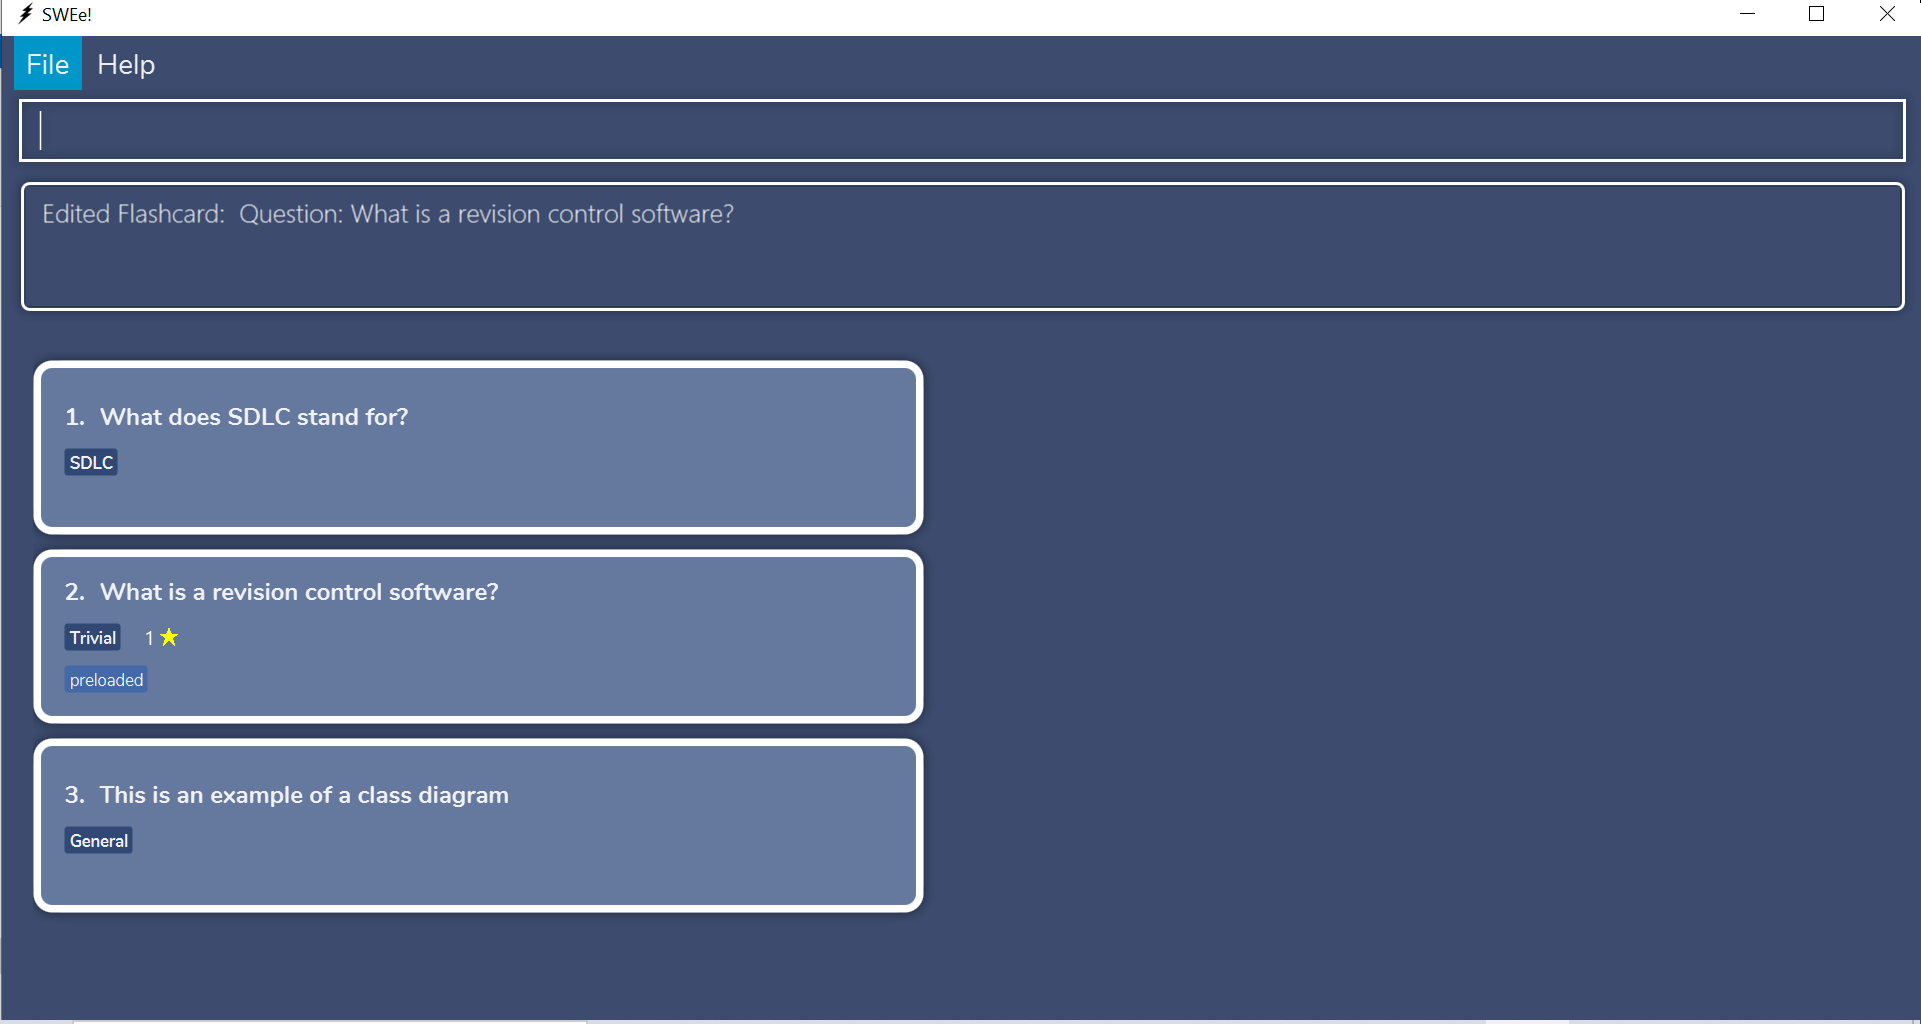 SWEe!
File Help
Edited Flashcard: Question: What is a revision control software?
1. What does SDLC stand for?
SDLC
2. What is a revision control software?
Trivial 1 ★
preloaded
3. This is an example of a class diagram
General